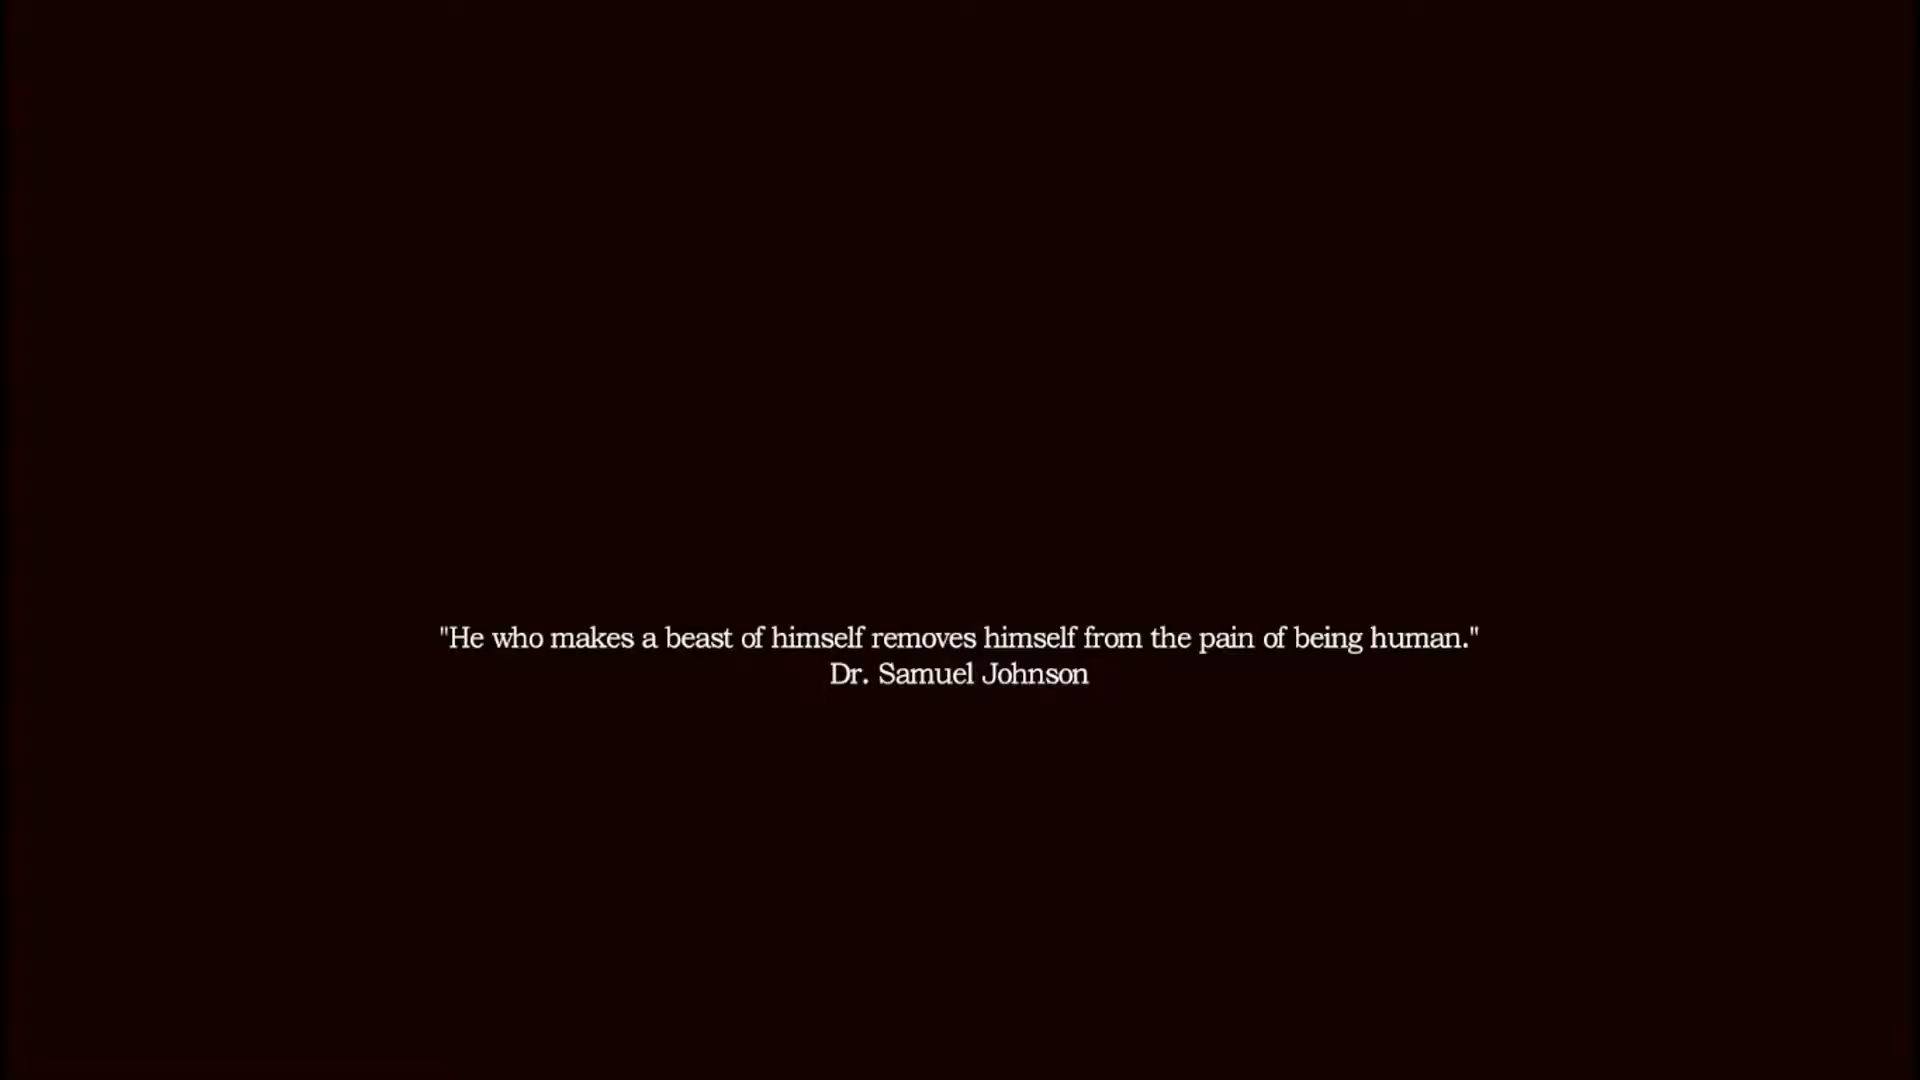 "He who makes a beast of himself removes himself from the pain of being human."
Dr. Samuel Johnson